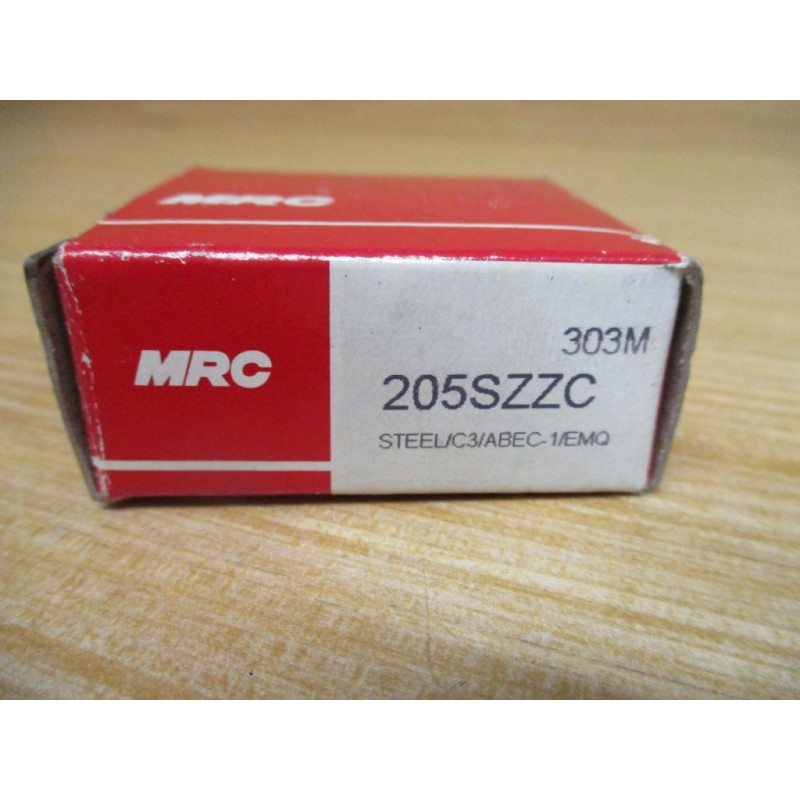 MRC
MRC
303M
205SZZC
STEEL/C3/ABEC-1/EMQ